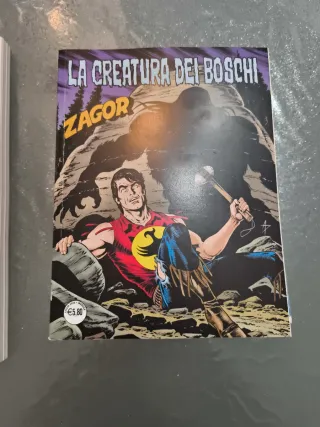 LA CREATURA DEI BOSCHI
ZAGOR
€5,80